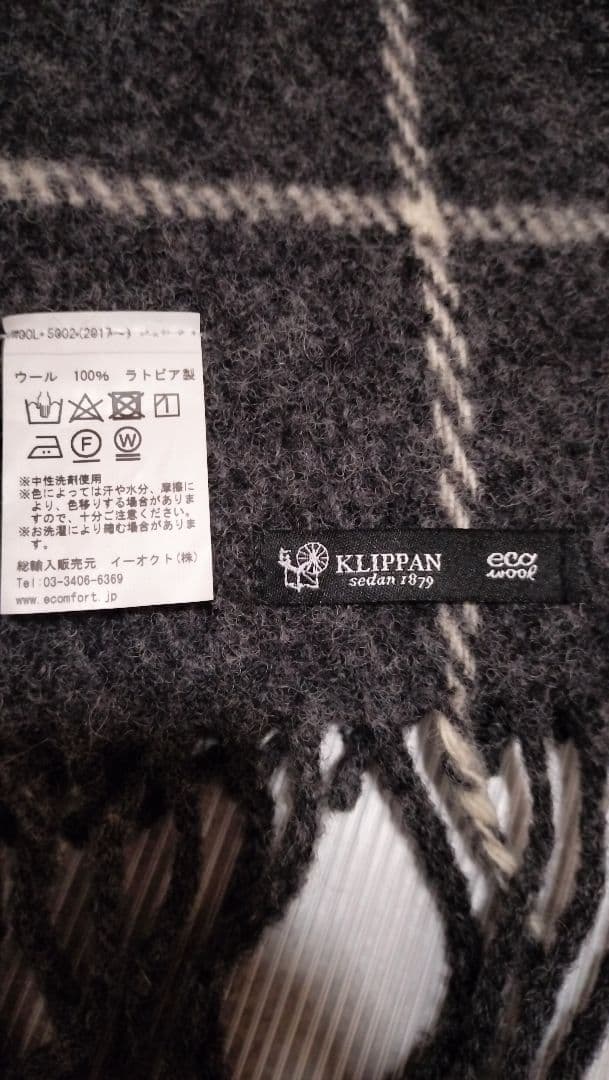 WOOL*5002*(2017~)
ウール 100% ラトビア製
F W
※中性洗剤使用
※色によっては汗や水分、摩擦に
より、色移りする場合がありま
すので、十分ご注意ください。
※お洗濯により縮む場合がありま
す。
総輸入販売元 イーオクト(株)
Tel:03-3406-6369
www.ecomfort.jp
KLIPPAN
sedan 1879
eco
wool